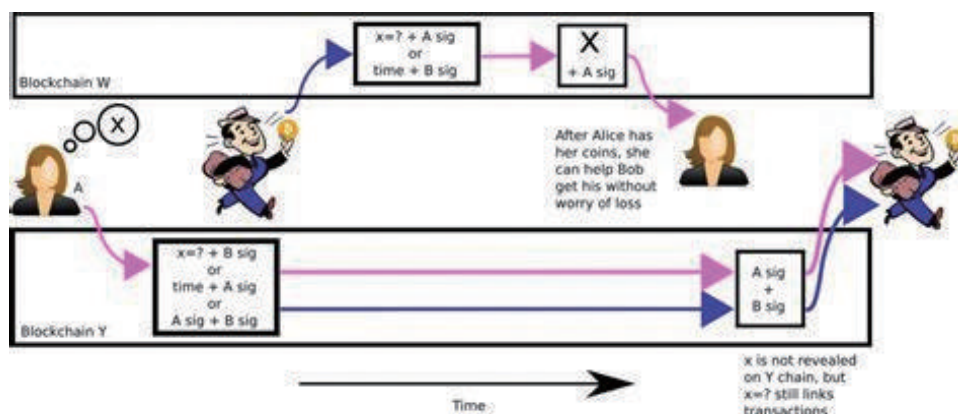 x=? + A sig
or
time + B sig
X
+ A sig
Blockchain W
X
A
After Alice has
her coins, she
can help Bob
get his without
worry of loss
x=? + B sig
or
time + A sig
or
A sig + B sig
A sig
+
B sig
Blockchain Y
x is not revealed
on Y chain, but
x=? still links
transactions
Time